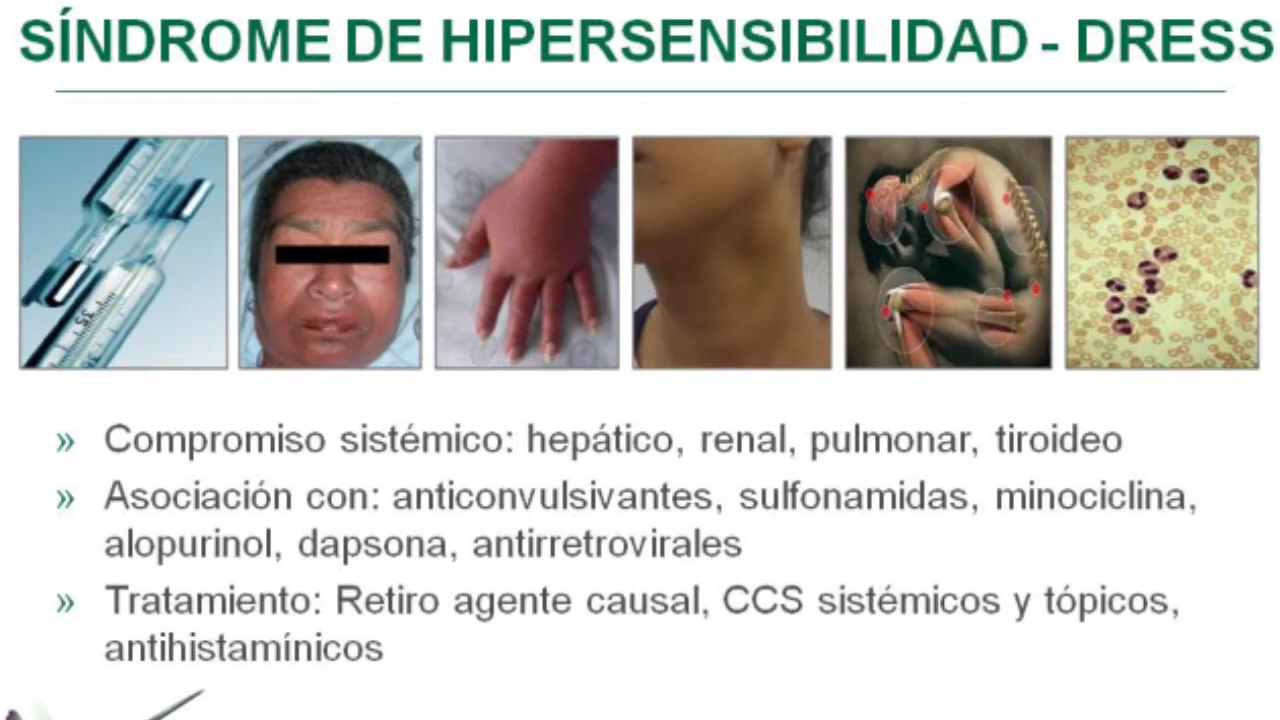 SÍNDROME DE HIPERSENSIBILIDAD - DRESS
» Compromiso sistémico: hepático, renal, pulmonar, tiroideo
» Asociación con: anticonvulsivantes, sulfonamidas, minociclina,
alopurinol, dapsona, antirretrovirales
» Tratamiento: Retiro agente causal, CCS sistémicos y tópicos,
antihistamínicos